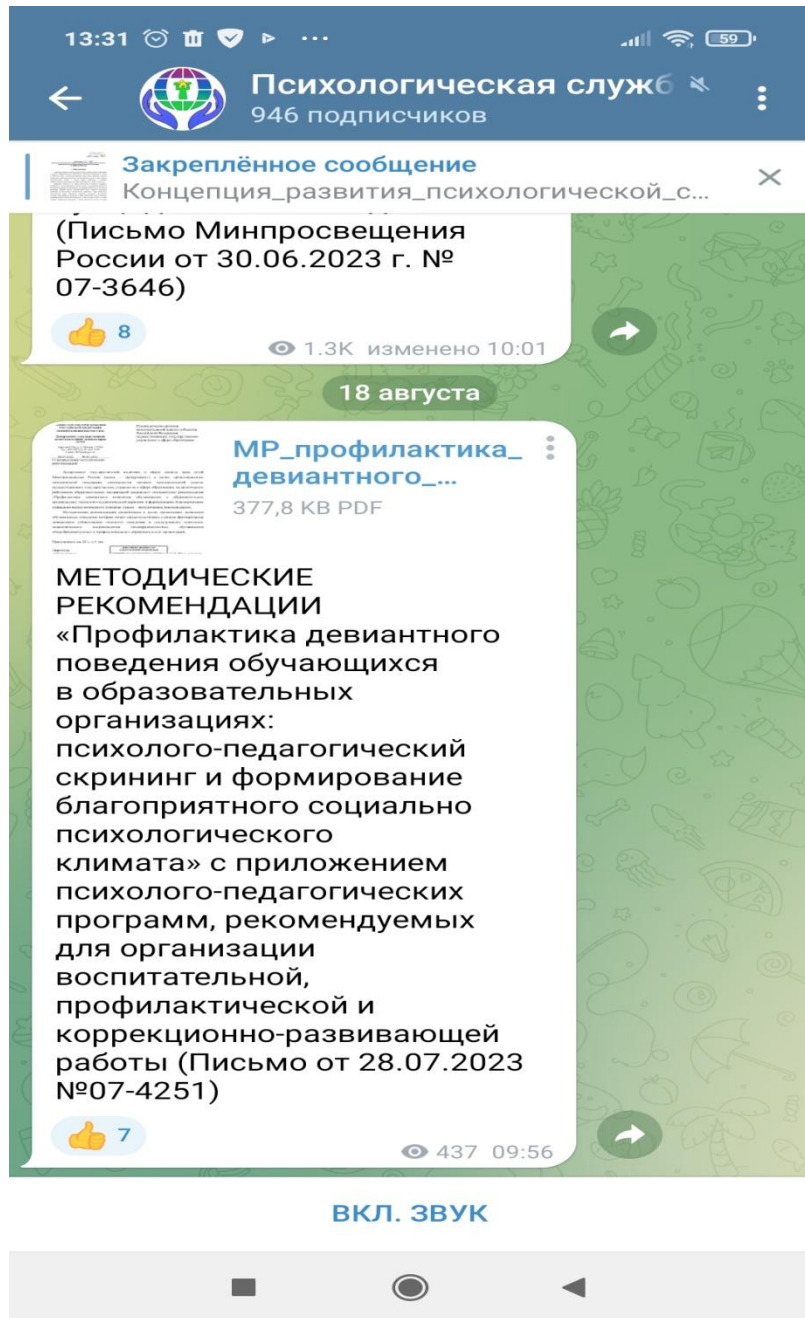 13:31
59
Психологическая служб
946 подписчиков
Закреплённое сообщение
Концепция_развития_психологической_с...
(Письмо Минпросвещения
России от 30.06.2023 г. №
07-3646)
8
1.3K изменено 10:01
18 августа
МР_профилактика_
девиантного_...
377,8 KB PDF
МЕТОДИЧЕСКИЕ
РЕКОМЕНДАЦИИ
«Профилактика девиантного
поведения обучающихся
в образовательных
организациях:
психолого-педагогический
скрининг и формирование
благоприятного социально
психологического
климата» с приложением
психолого-педагогических
программ, рекомендуемых
для организации
воспитательной,
профилактической и
коррекционно-развивающей
работы (Письмо от 28.07.2023
№07-4251)
7
437 09:56
ВКЛ. ЗВУК